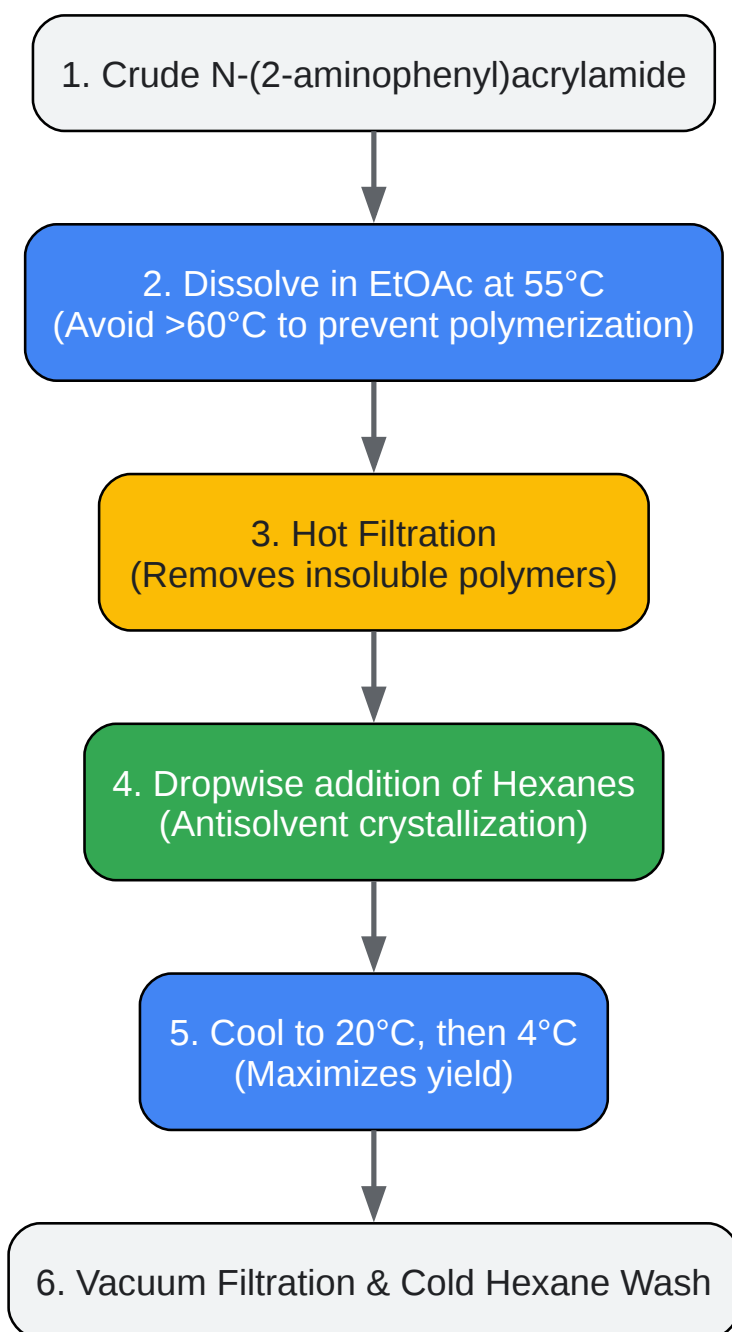 1. Crude N-(2-aminophenyl)acrylamide
2. Dissolve in EtOAc at 55°C
(Avoid >60°C to prevent polymerization)
3. Hot Filtration
(Removes insoluble polymers)
4. Dropwise addition of Hexanes
(Antisolvent crystallization)
5. Cool to 20°C, then 4°C
(Maximizes yield)
6. Vacuum Filtration & Cold Hexane Wash